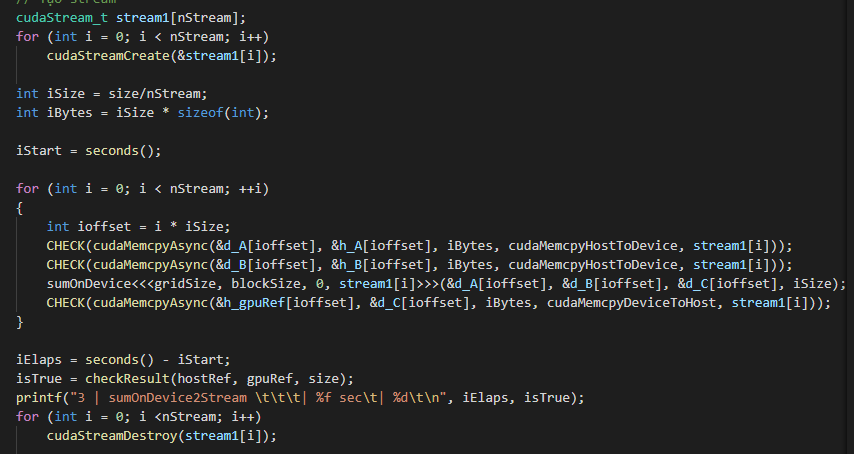 // Tạo stream
cudaStream_t stream1[nStream];
for (int i = 0; i < nStream; i++)
    cudaStreamCreate(&stream1[i]);

int iSize = size/nStream;
int iBytes = iSize * sizeof(int);

iStart = seconds();

for (int i = 0; i < nStream; ++i)
{
    int ioffset = i * iSize;
    CHECK(cudaMemcpyAsync(&d_A[ioffset], &h_A[ioffset], iBytes, cudaMemcpyHostToDevice, stream1[i]));
    CHECK(cudaMemcpyAsync(&d_B[ioffset], &h_B[ioffset], iBytes, cudaMemcpyHostToDevice, stream1[i]));
    sumOnDevice<<<gridSize, blockSize, 0, stream1[i]>>>(&d_A[ioffset], &d_B[ioffset], &d_C[ioffset], iSize);
    CHECK(cudaMemcpyAsync(&h_gpuRef[ioffset], &d_C[ioffset], iBytes, cudaMemcpyDeviceToHost, stream1[i]));
}

iElaps = seconds() - iStart;
isTrue = checkResult(hostRef, gpuRef, size);
printf("3 | sumOnDevice2Stream \t\t\t| %f sec\t| %d\t\n", iElaps, isTrue);
for (int i = 0; i <nStream; i++)
    cudaStreamDestroy(stream1[i]);